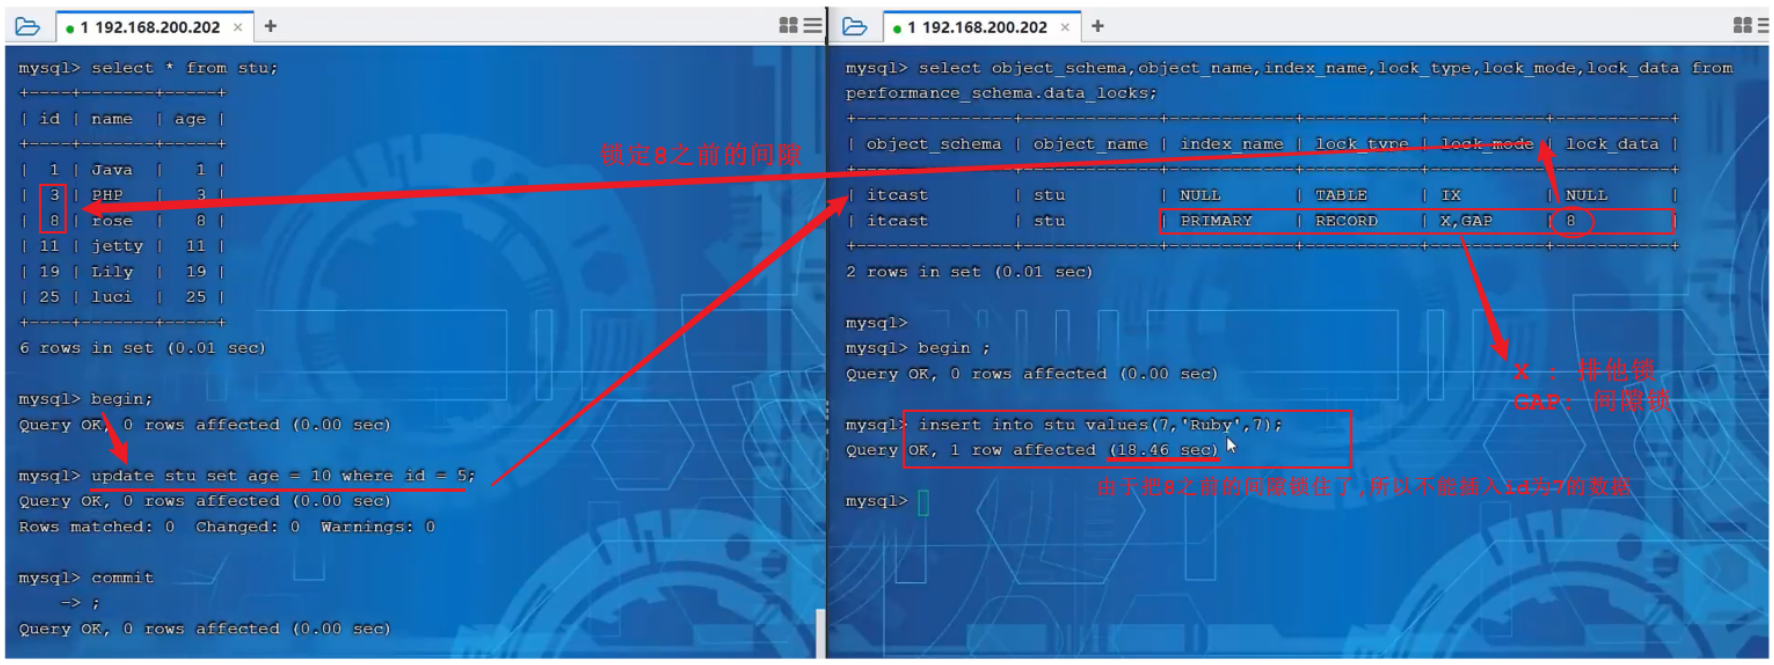 1 192.168.200.202 × +
mysql> select * from stu;
+----+-------+-----+
| id | name | age |
+----+-------+-----+
| 1 | Java | 1 |
| 3 | PHP | 3 |
| 8 | rose | 8 |
| 11 | jetty | 11 |
| 19 | Lily | 19 |
| 25 | luci | 25 |
+----+-------+-----+
6 rows in set (0.01 sec)
mysql> begin;
Query OK, 0 rows affected (0.00 sec)
mysql> update stu set age = 10 where id = 5;
Query OK, 0 rows affected (0.00 sec)
Rows matched: 0 Changed: 0 Warnings: 0
mysql> commit
-> ;
Query OK, 0 rows affected (0.00 sec)
锁定8之前的间隙
1 192.168.200.202 × +
mysql> select object_schema,object_name,index_name,lock_type,lock_mode,lock_data from
performance_schema.data_locks;
+---------------+-------------+------------+-----------+-----------+-----------+
| object_schema | object_name | index_name | lock_type | lock_mode | lock_data |
+---------------+-------------+------------+-----------+-----------+-----------+
| itcast | stu | NULL | TABLE | IX | NULL |
| itcast | stu | PRIMARY | RECORD | X,GAP | 8 |
+---------------+-------------+------------+-----------+-----------+-----------+
2 rows in set (0.01 sec)
mysql>
mysql> begin ;
Query OK, 0 rows affected (0.00 sec)
X : 排他锁
GAP: 间隙锁
mysql> insert into stu values(7,'Ruby',7);
Query OK, 1 row affected (18.46 sec)
由于把8之前的间隙锁住了,所以不能插入id为7的数据
mysql>